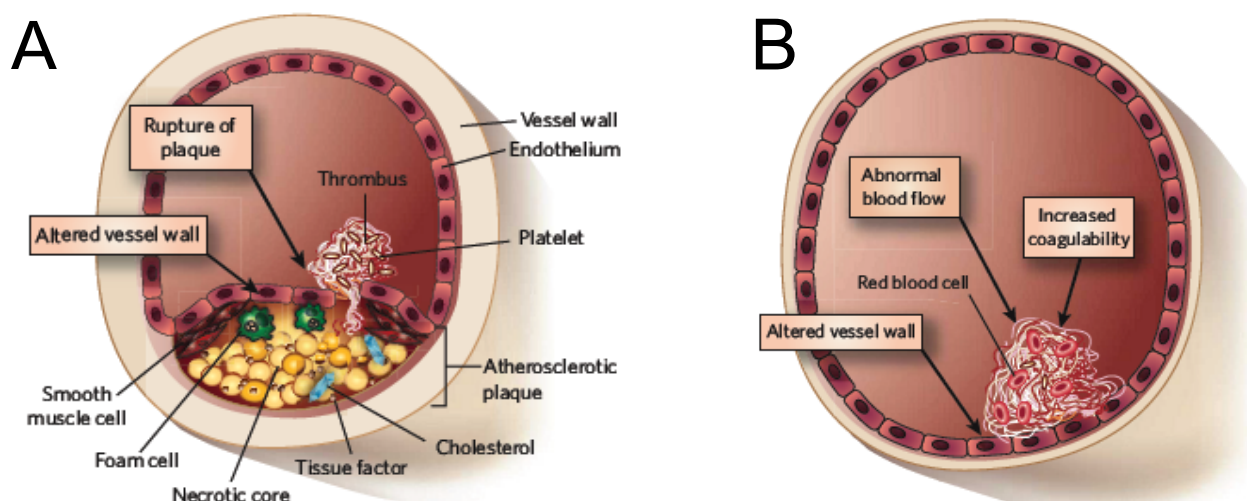 A
Rupture of
plaque
Vessel wall
Endothelium
Thrombus
Altered vessel wall
Platelet
Smooth
muscle cell
Atherosclerotic
plaque
Foam cell
Cholesterol
Tissue factor
Necrotic core
B
Abnormal
blood flow
Increased
coagulability
Red blood cell
Altered vessel wall